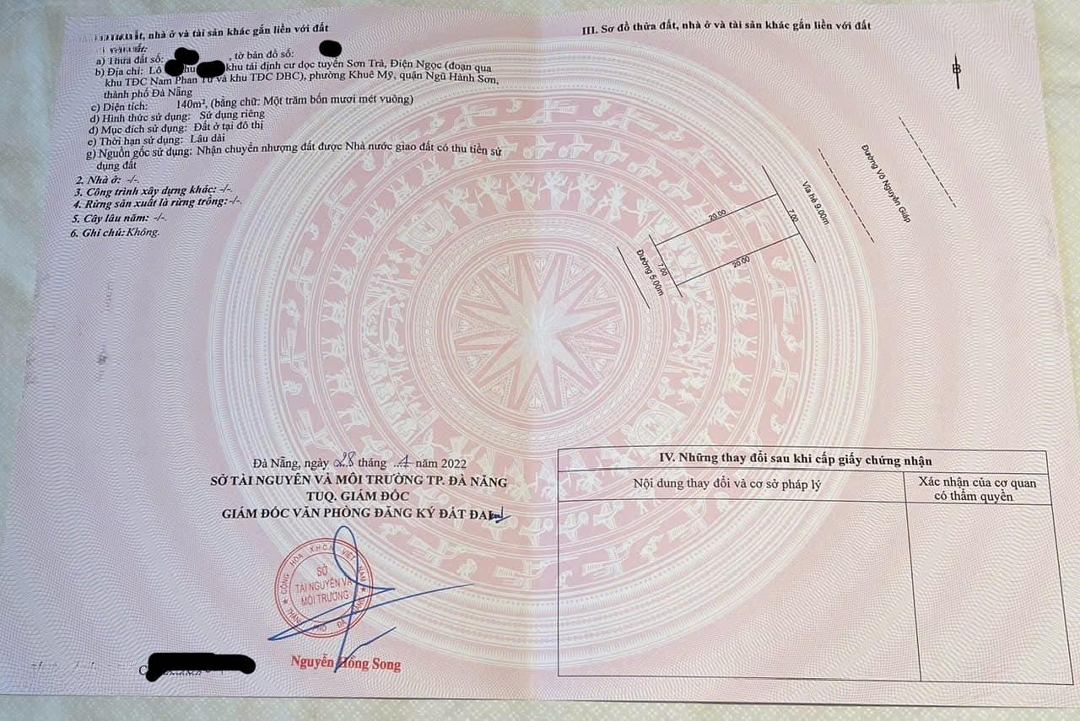 nhà ở và tài sản khác gắn liền với đất
a) Thửa đất số: , tờ bản đồ số:
b) Địa chỉ: Lô khu tái định cư dọc tuyến Sơn Trà, Điện Ngọc (đoạn qua
khu TĐC Nam Phan Tứ và khu TĐC DBC), phường Khuê Mỹ, quận Ngũ Hành Sơn,
thành phố Đà Nẵng
c) Diện tích: 140m², (bằng chữ: Một trăm bốn mươi mét vuông)
d) Hình thức sử dụng: Sử dụng riêng
đ) Mục đích sử dụng: Đất ở tại đô thị
e) Thời hạn sử dụng: Lâu dài
g) Nguồn gốc sử dụng: Nhận chuyển nhượng đất được Nhà nước giao đất có thu tiền sử
dụng đất
2. Nhà ở: -/-.
3. Công trình xây dựng khác: -/-.
4. Rừng sản xuất là rừng trồng: -/-.
5. Cây lâu năm: -/-.
6. Ghi chú: Không.
Đà Nẵng, ngày 28 tháng 4 năm 2022
SỞ TÀI NGUYÊN VÀ MÔI TRƯỜNG TP. ĐÀ NẴNG
TUQ. GIÁM ĐỐC
GIÁM ĐỐC VĂN PHÒNG ĐĂNG KÝ ĐẤT ĐAI
CỘNG HÒA X.H.C.N VIỆT NAM
SỞ
TÀI NGUYÊN VÀ
MÔI TRƯỜNG
THÀNH PHỐ ĐÀ NẴNG
Nguyễn Hồng Song
III. Sơ đồ thửa đất, nhà ở và tài sản khác gắn liền với đất
B
Đường Võ Nguyên Giáp
Vỉa hè 9.00m
20.00
7.00
20.00
7.00
Đường 5.00m
IV. Những thay đổi sau khi cấp giấy chứng nhận
Nội dung thay đổi và cơ sở pháp lý
Xác nhận của cơ quan
có thẩm quyền